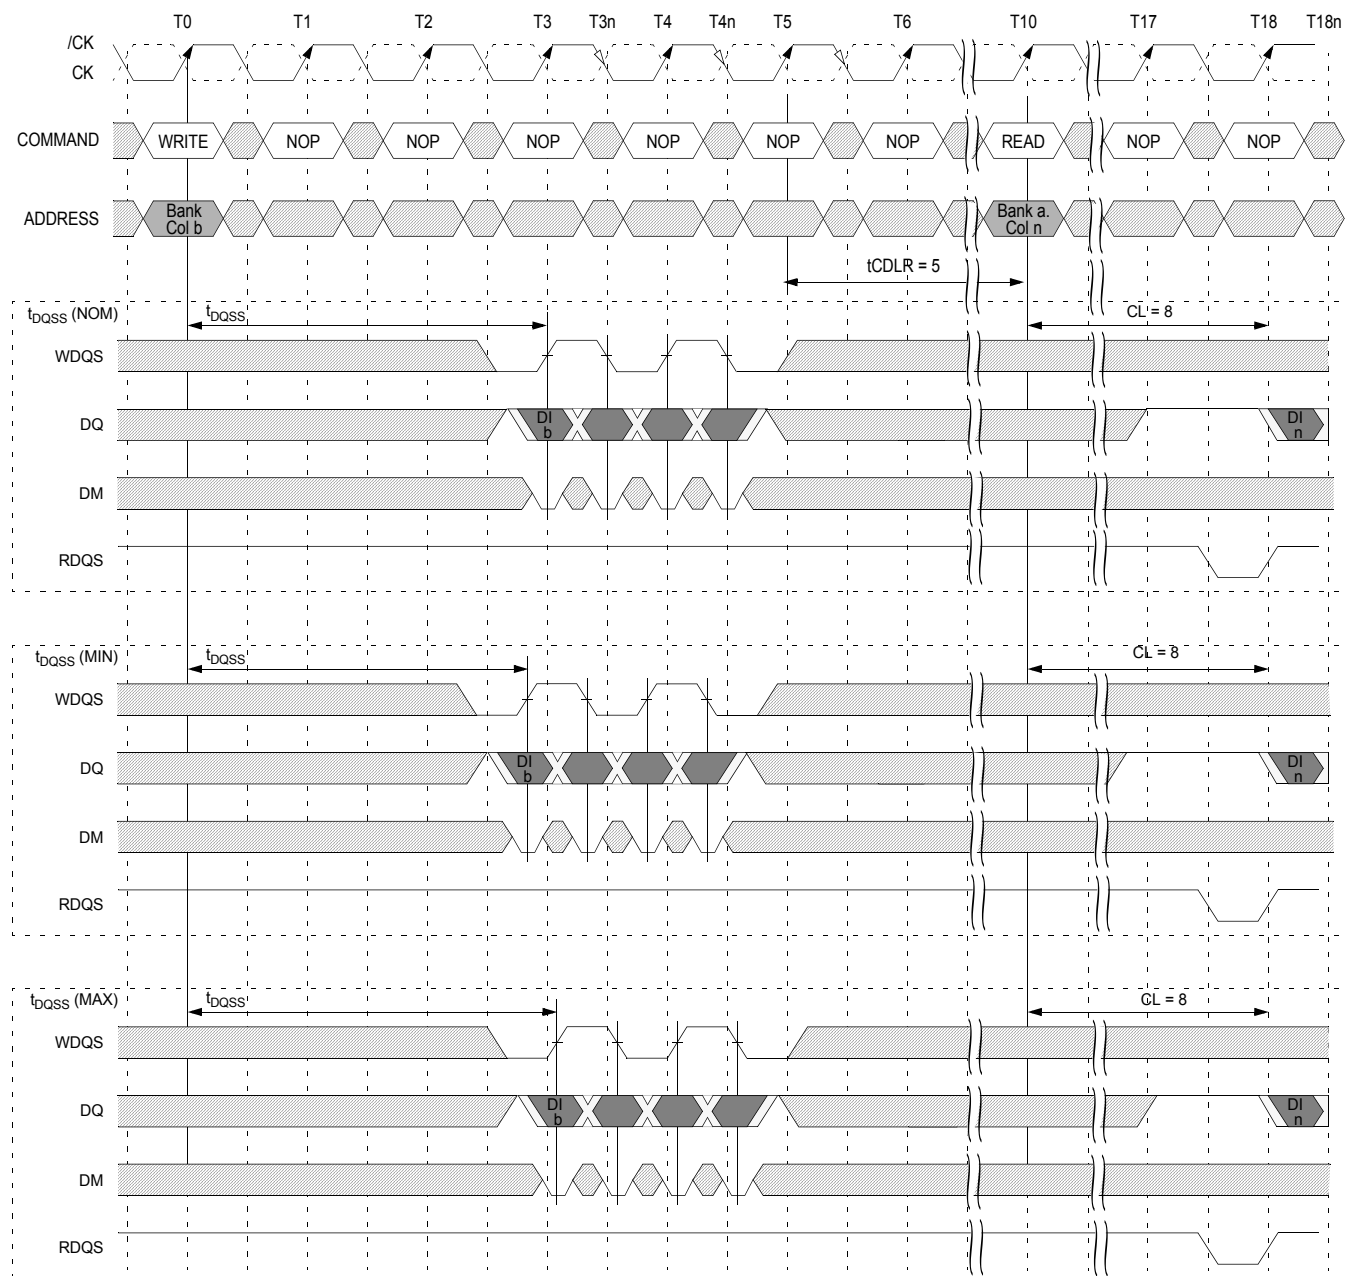 T0 T1 T2 T3 T3n T4 T4n T5 T6 T10 T17 T18 T18n
/CK
CK
COMMAND WRITE NOP NOP NOP NOP NOP NOP READ NOP NOP
ADDRESS Bank Col b Bank a. Col n
tCDLR = 5
tDQSS (NOM) tDQSS CL = 8
WDQS
DQ DI b DI n
DM
RDQS
tDQSS (MIN) tDQSS CL = 8
WDQS
DQ DI b DI n
DM
RDQS
tDQSS (MAX) tDQSS CL = 8
WDQS
DQ DI b DI n
DM
RDQS